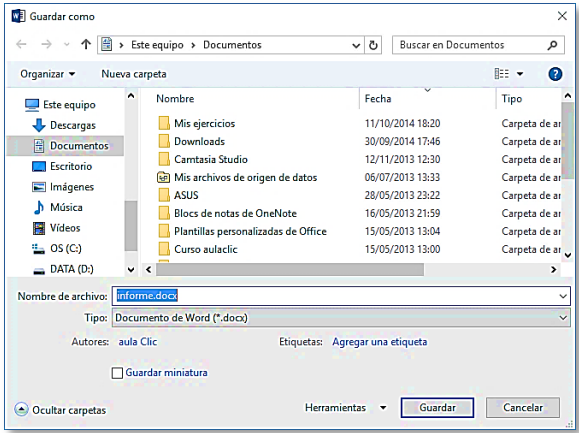 Guardar como
Este equipo > Documentos
Buscar en Documentos
Organizar
Nueva carpeta
?
Este equipo
Descargas
Documentos
Escritorio
Imágenes
Música
Vídeos
OS (C:)
DATA (D:)
Nombre Fecha Tipo
Mis ejercicios 11/10/2014 18:20 Carpeta de ar
Downloads 30/09/2014 17:46 Carpeta de ar
Camtasia Studio 12/11/2013 12:30 Carpeta de ar
Mis archivos de origen de datos 06/07/2013 13:33 Carpeta de ar
ASUS 28/05/2013 23:22 Carpeta de ar
Blocs de notas de OneNote 16/05/2013 21:59 Carpeta de ar
Plantillas personalizadas de Office 15/05/2013 13:04 Carpeta de ar
Curso aulaclic 15/05/2013 13:00 Carpeta de ar
Nombre de archivo: informe.docx
Tipo: Documento de Word (*.docx)
Autores: aula Clic Etiquetas: Agregar una etiqueta
Guardar miniatura
Ocultar carpetas Herramientas Guardar Cancelar